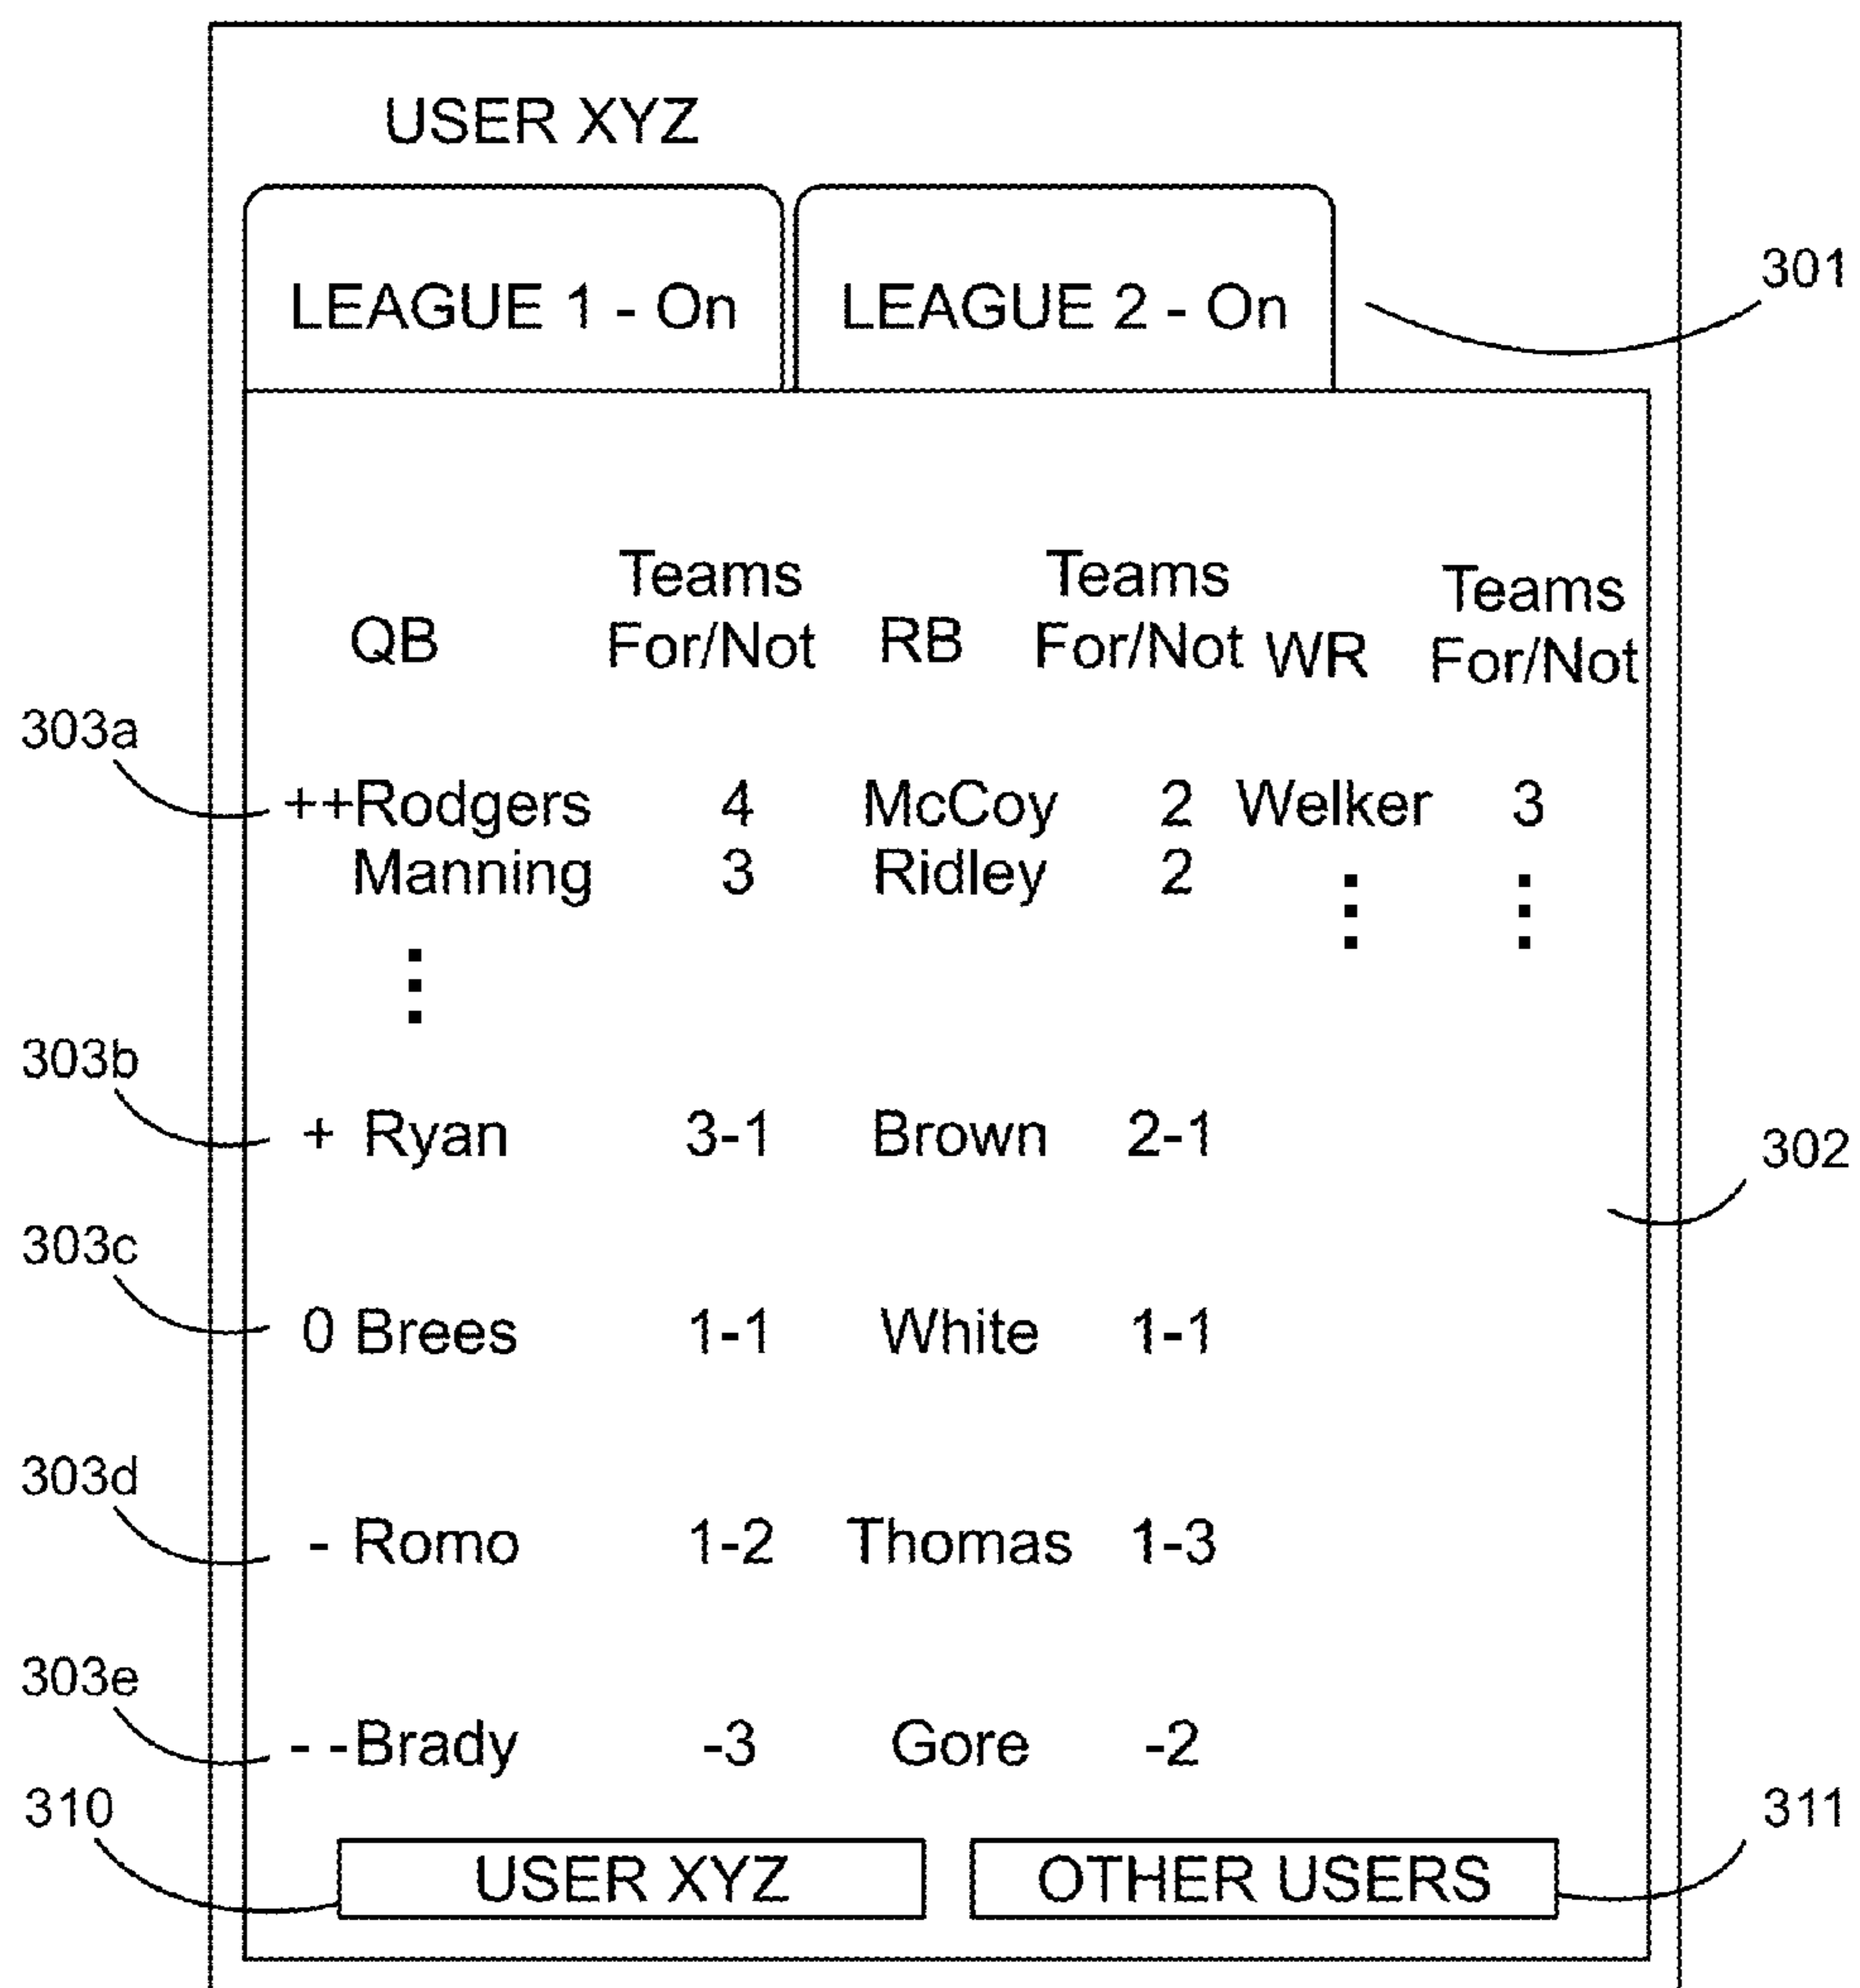 USER XYZ
LEAGUE 1 - On LEAGUE 2 - On
301
Teams Teams Teams
QB For/Not RB For/Not WR For/Not
303a
++Rodgers 4 McCoy 2 Welker 3
Manning 3 Ridley 2
303b
+ Ryan 3-1 Brown 2-1
302
303c
0 Brees 1-1 White 1-1
303d
- Romo 1-2 Thomas 1-3
303e
- -Brady -3 Gore -2
310
311
USER XYZ OTHER USERS